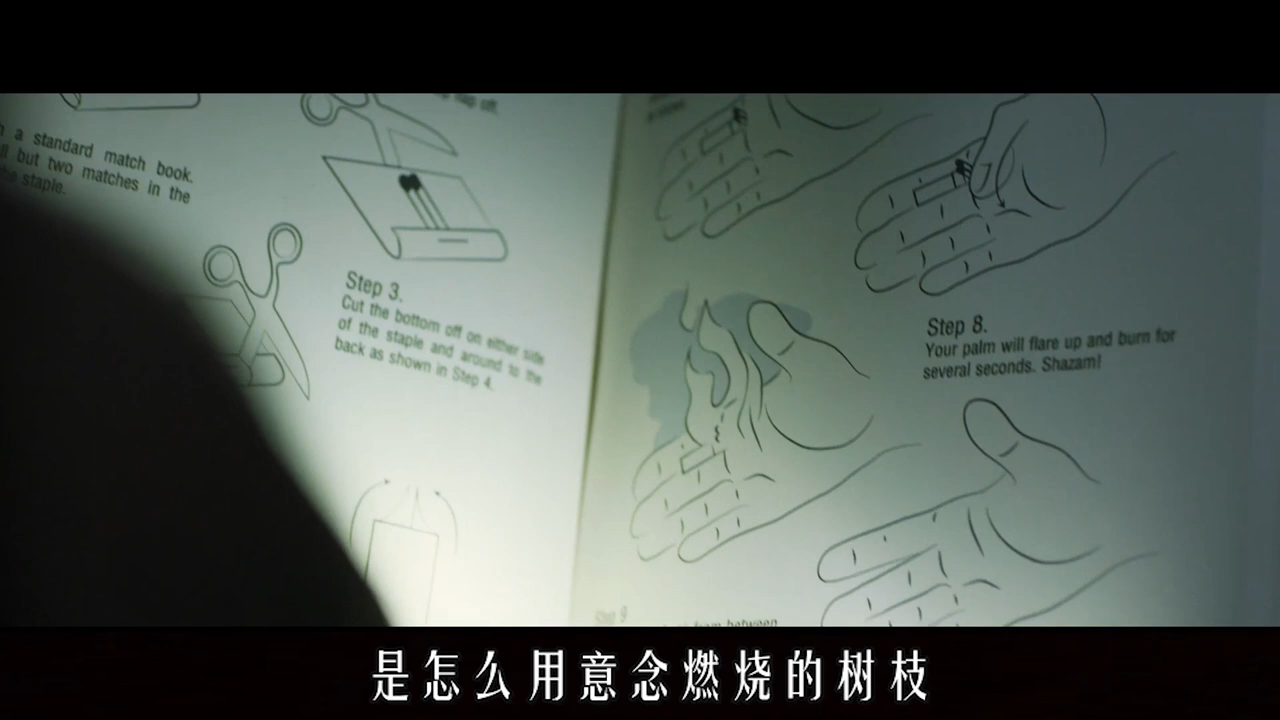 a standard match book.
but two matches in the
staple.
Step 3.
Cut the bottom off on either side
of the staple and around to the
back as shown in Step 4.
Step 8.
Your palm will flare up and burn for
several seconds. Shazam!
from between
是怎么用意念燃烧的树枝